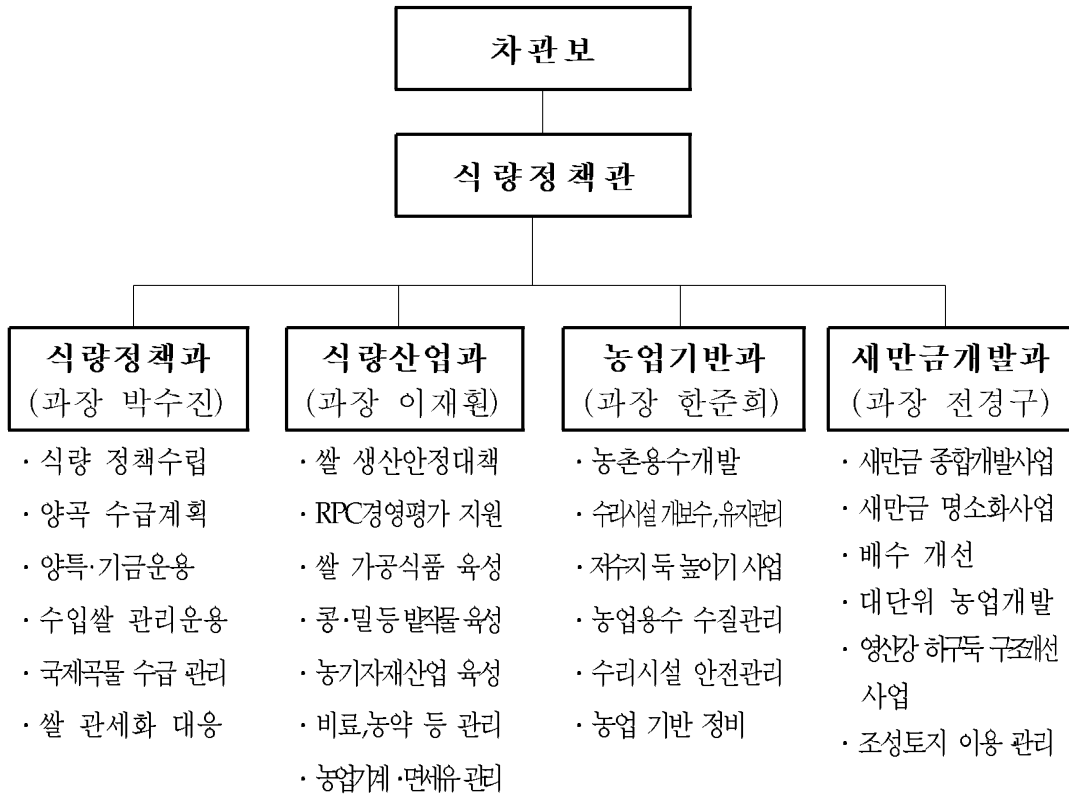 차관보
식량정책관
식량정책과
(과장 박수진)
· 식량 정책수립
· 양곡 수급계획
· 양특·기금운용
· 수입쌀 관리운용
· 국제곡물 수급 관리
· 쌀 관세화 대응
식량산업과
(과장 이재훤)
· 쌀 생산안정대책
· RPC경영평가 지원
· 쌀 가공식품 육성
· 콩·밀등 밭작물 육성
· 농기자재산업 육성
· 비료,농약 등 관리
· 농업기계·면세유 관리
농업기반과
(과장 한준희)
· 농촌용수개발
· 수리시설 개보수,유지관리
· 저수지 둑 높이기 사업
· 농업용수 수질관리
· 수리시설 안전관리
· 농업 기반 정비
새만금개발과
(과장 전경구)
· 새만금 종합개발사업
· 새만금 명소화사업
· 배수 개선
· 대단위 농업개발
· 영산강 하구둑 구조개선
사업
· 조성토지 이용 관리